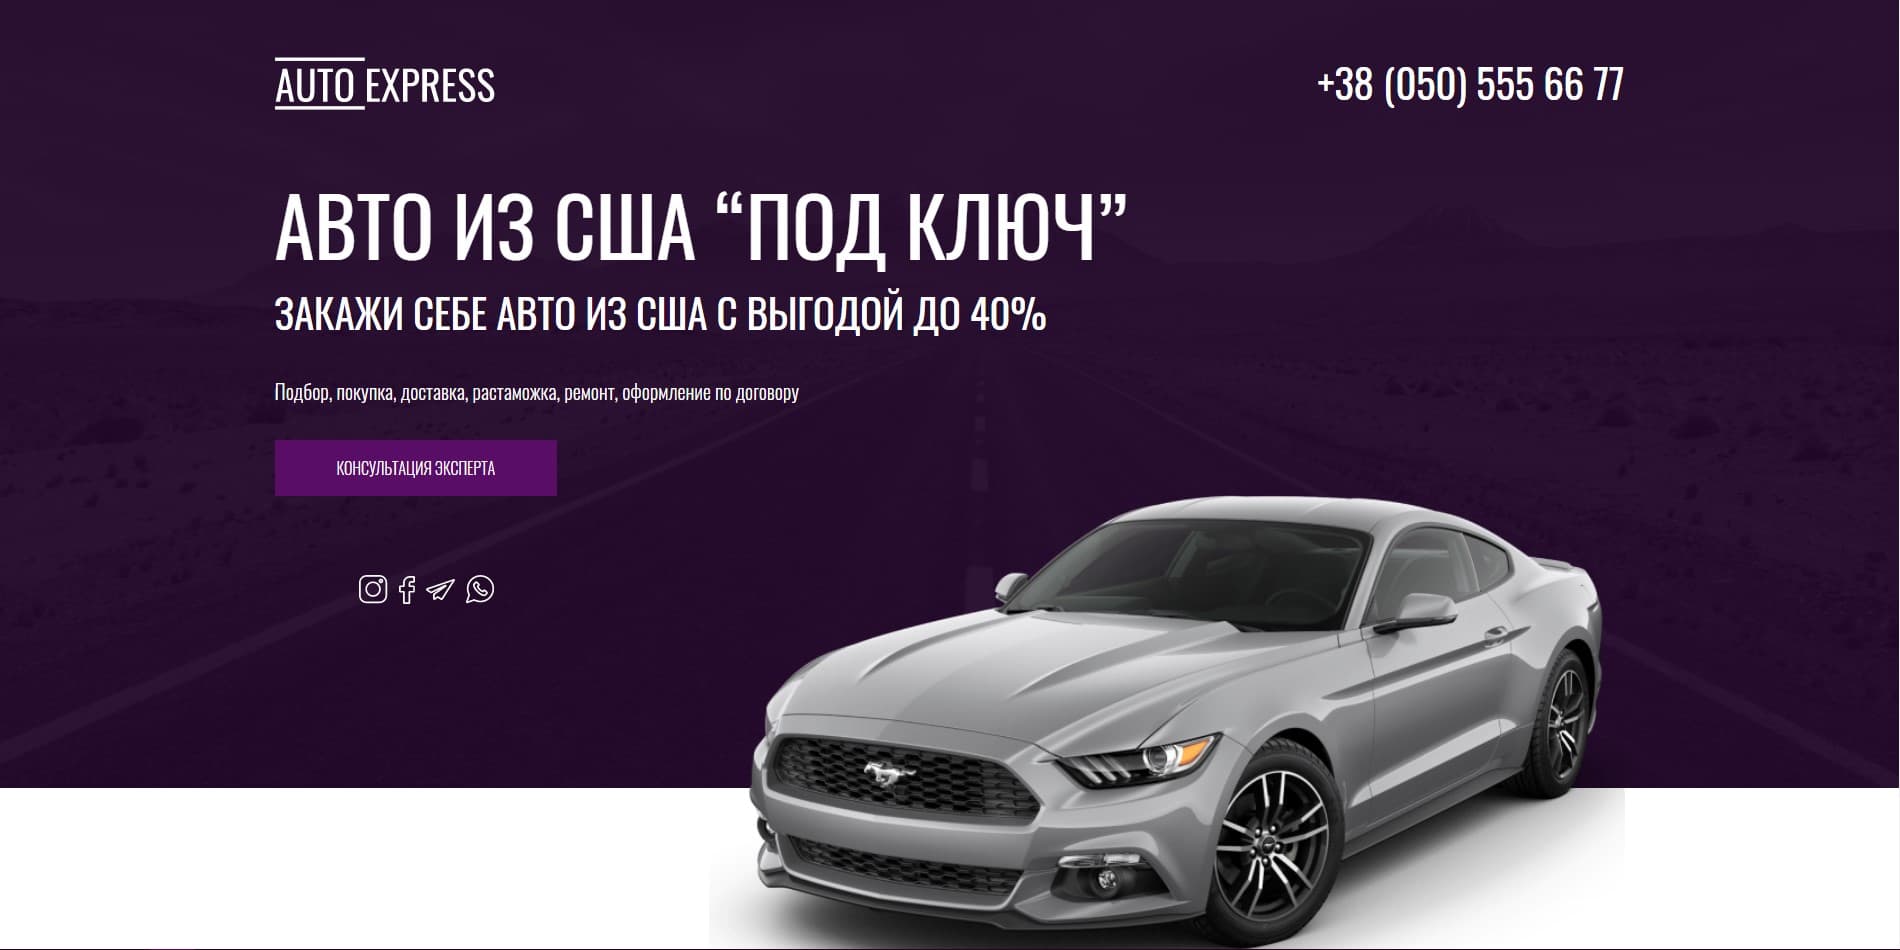 AUTO EXPRESS
+38 (050) 555 66 77
АВТО ИЗ США “ПОД КЛЮЧ”
ЗАКАЖИ СЕБЕ АВТО ИЗ США С ВЫГОДОЙ ДО 40%
Подбор, покупка, доставка, растаможка, ремонт, оформление по договору
КОНСУЛЬТАЦИЯ ЭКСПЕРТА